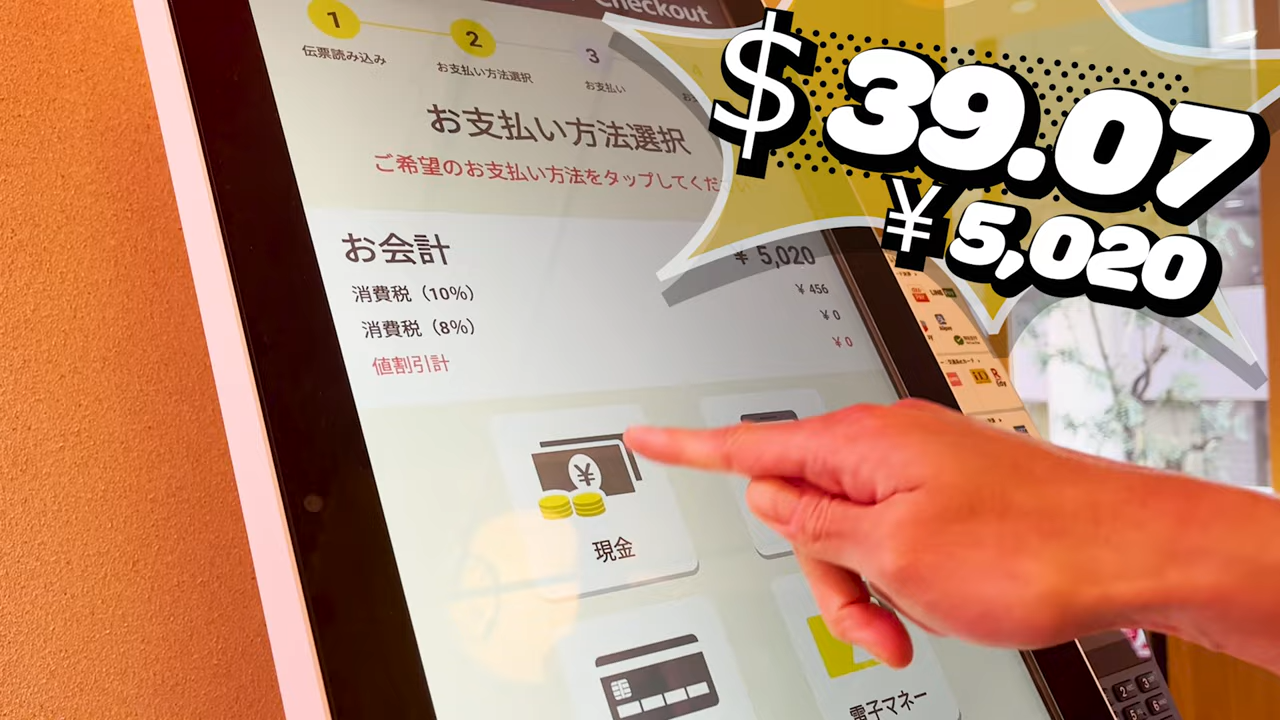 Checkout
1
2
3
伝票読み込み
お支払い方法選択
お支払い
お支払い方法選択
ご希望のお支払い方法をタップしてくだ
お会計
¥ 5,020
消費税（10%）
¥ 456
消費税（8%）
¥ 0
値割引計
¥ 0
¥
現金
電子マネー
$ 39.07
¥ 5,020